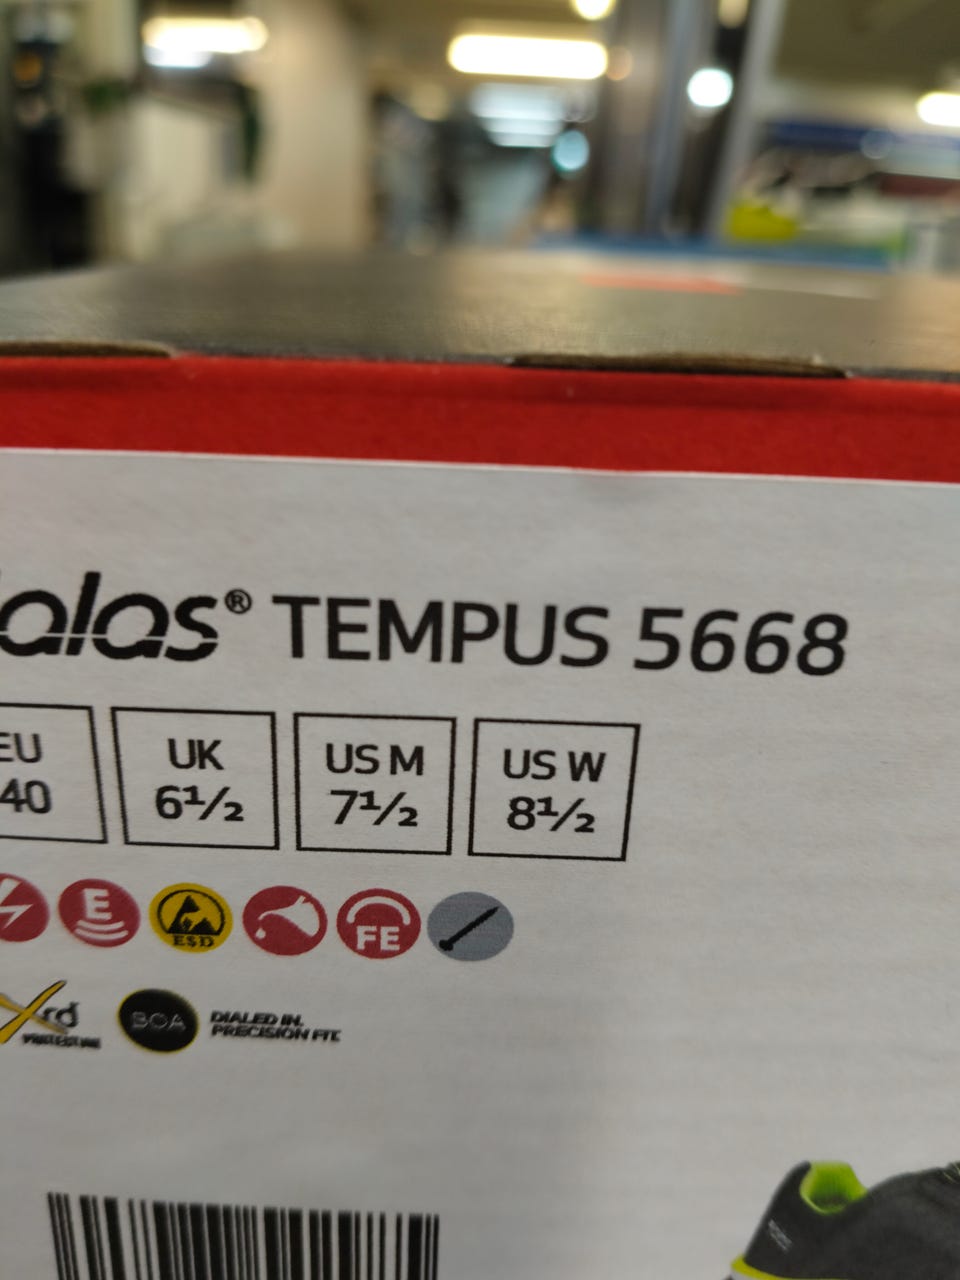 alas® TEMPUS 5668
EU UK US M US W
40 6½ 7½ 8½
E ESD FE
xrd BOA DIALED IN.
PRECISION FIT.